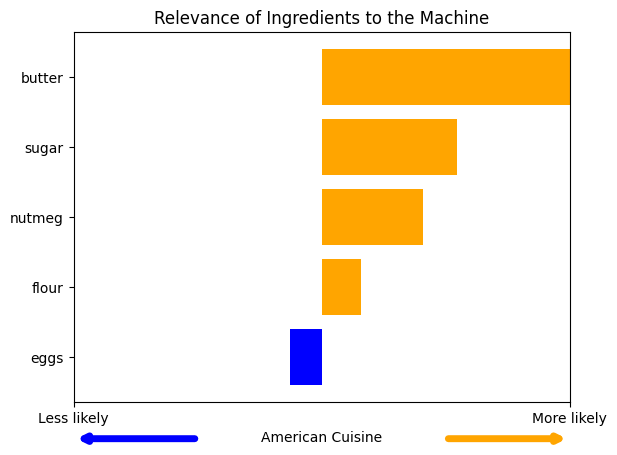 Relevance of Ingredients to the Machine
butter
sugar
nutmeg
flour
eggs
Less likely
More likely
American Cuisine